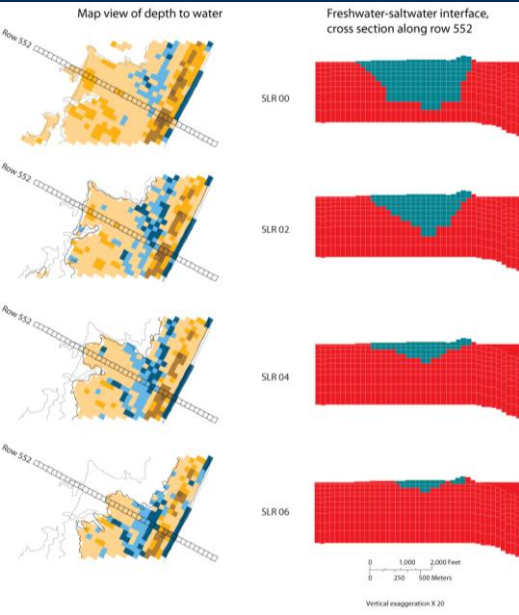 Map view of depth to water
Freshwater-saltwater interface,
cross section along row 552
Row 552
SLR 00
Row 552
SLR 02
Row 552
SLR 04
Row 552
SLR 06
0 1,000 2,000 Feet
0 250 500 Meters
Vertical exaggeration X 20